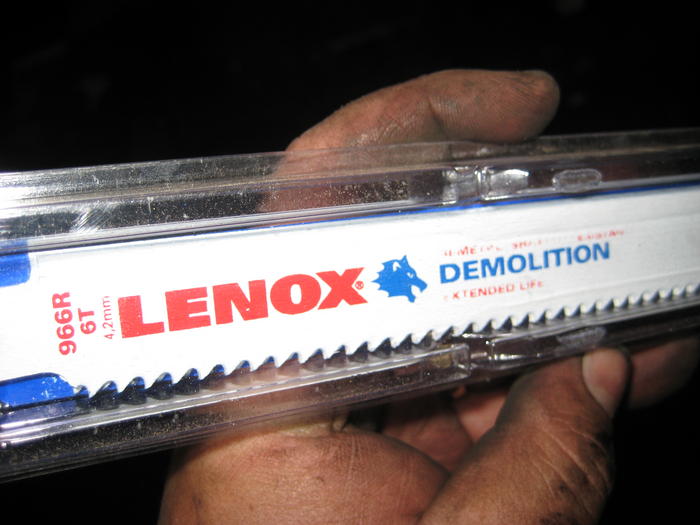 966R
6T
4,2mm
LENOX®
DEMOLITION
EXTENDED LIFE